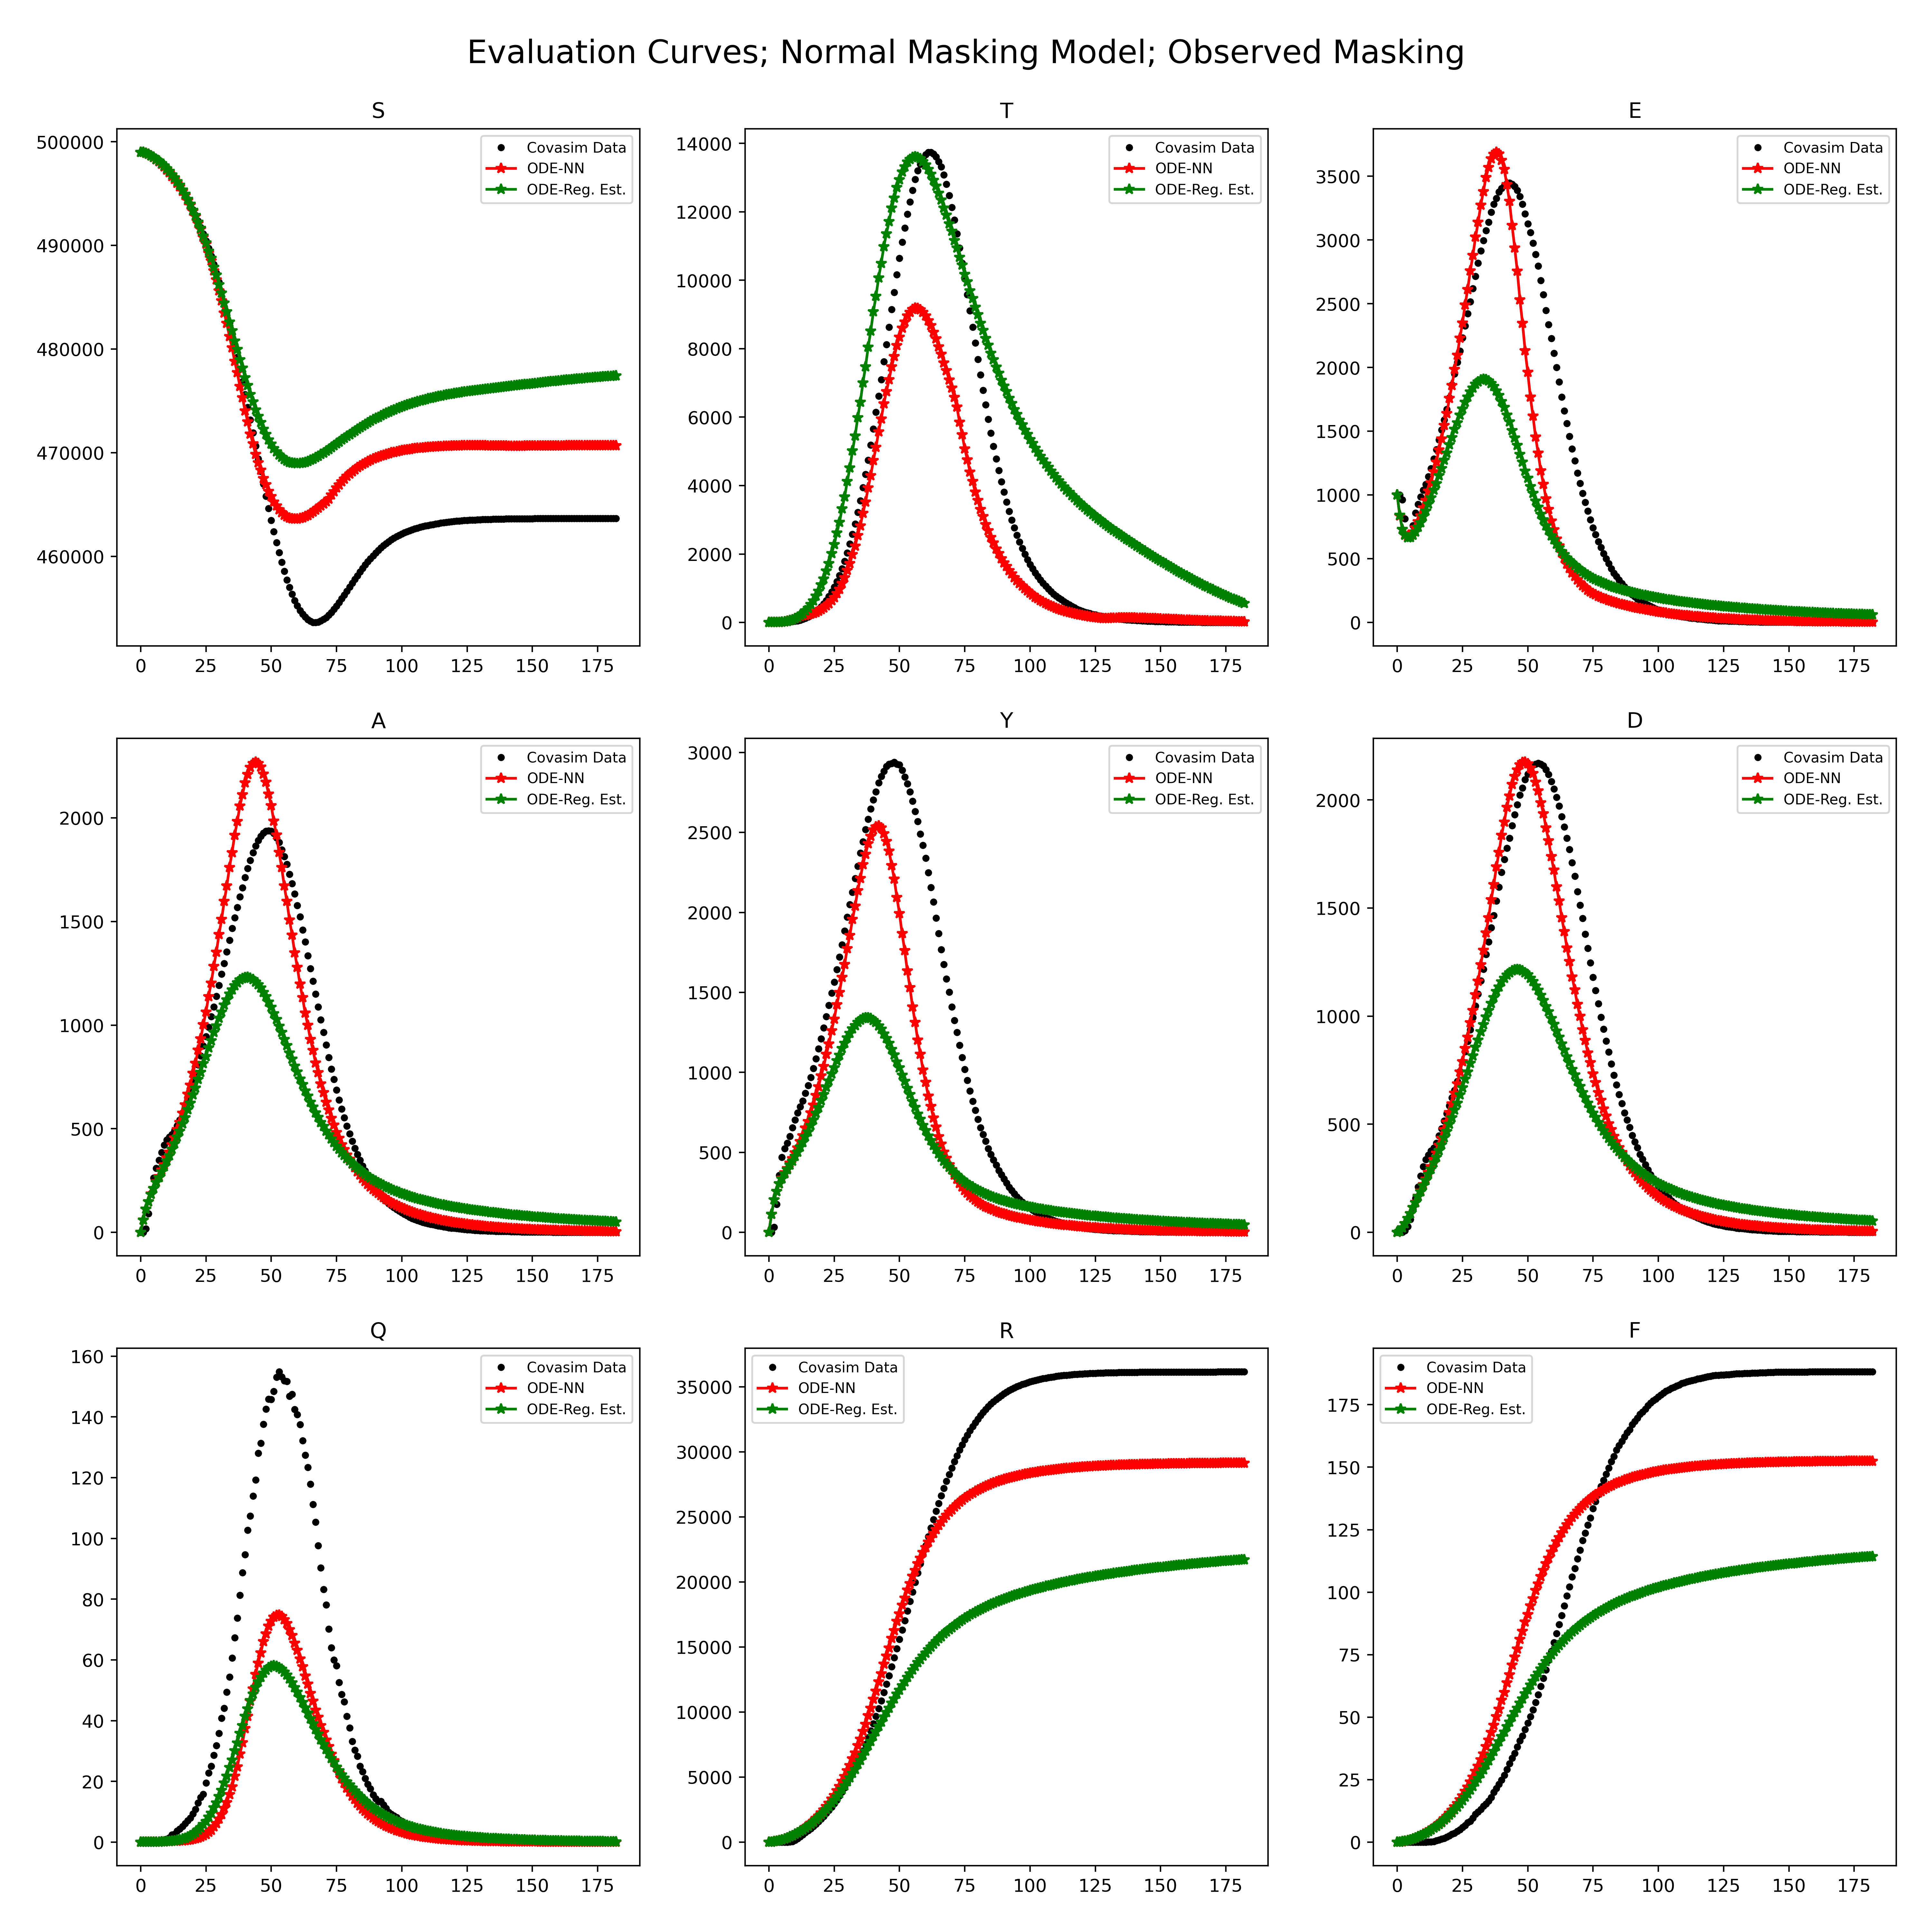 Evaluation Curves; Normal Masking Model; Observed Masking
S
500000
490000
480000
470000
460000
0 25 50 75 100 125 150 175
Covasim Data
ODE-NN
ODE-Reg. Est.
T
14000
12000
10000
8000
6000
4000
2000
0
0 25 50 75 100 125 150 175
Covasim Data
ODE-NN
ODE-Reg. Est.
E
3500
3000
2500
2000
1500
1000
500
0
0 25 50 75 100 125 150 175
Covasim Data
ODE-NN
ODE-Reg. Est.
A
2000
1500
1000
500
0
0 25 50 75 100 125 150 175
Covasim Data
ODE-NN
ODE-Reg. Est.
Y
3000
2500
2000
1500
1000
500
0
0 25 50 75 100 125 150 175
Covasim Data
ODE-NN
ODE-Reg. Est.
D
2000
1500
1000
500
0
0 25 50 75 100 125 150 175
Covasim Data
ODE-NN
ODE-Reg. Est.
Q
160
140
120
100
80
60
40
20
0
0 25 50 75 100 125 150 175
Covasim Data
ODE-NN
ODE-Reg. Est.
R
35000
30000
25000
20000
15000
10000
5000
0
0 25 50 75 100 125 150 175
Covasim Data
ODE-NN
ODE-Reg. Est.
F
175
150
125
100
75
50
25
0
0 25 50 75 100 125 150 175
Covasim Data
ODE-NN
ODE-Reg. Est.